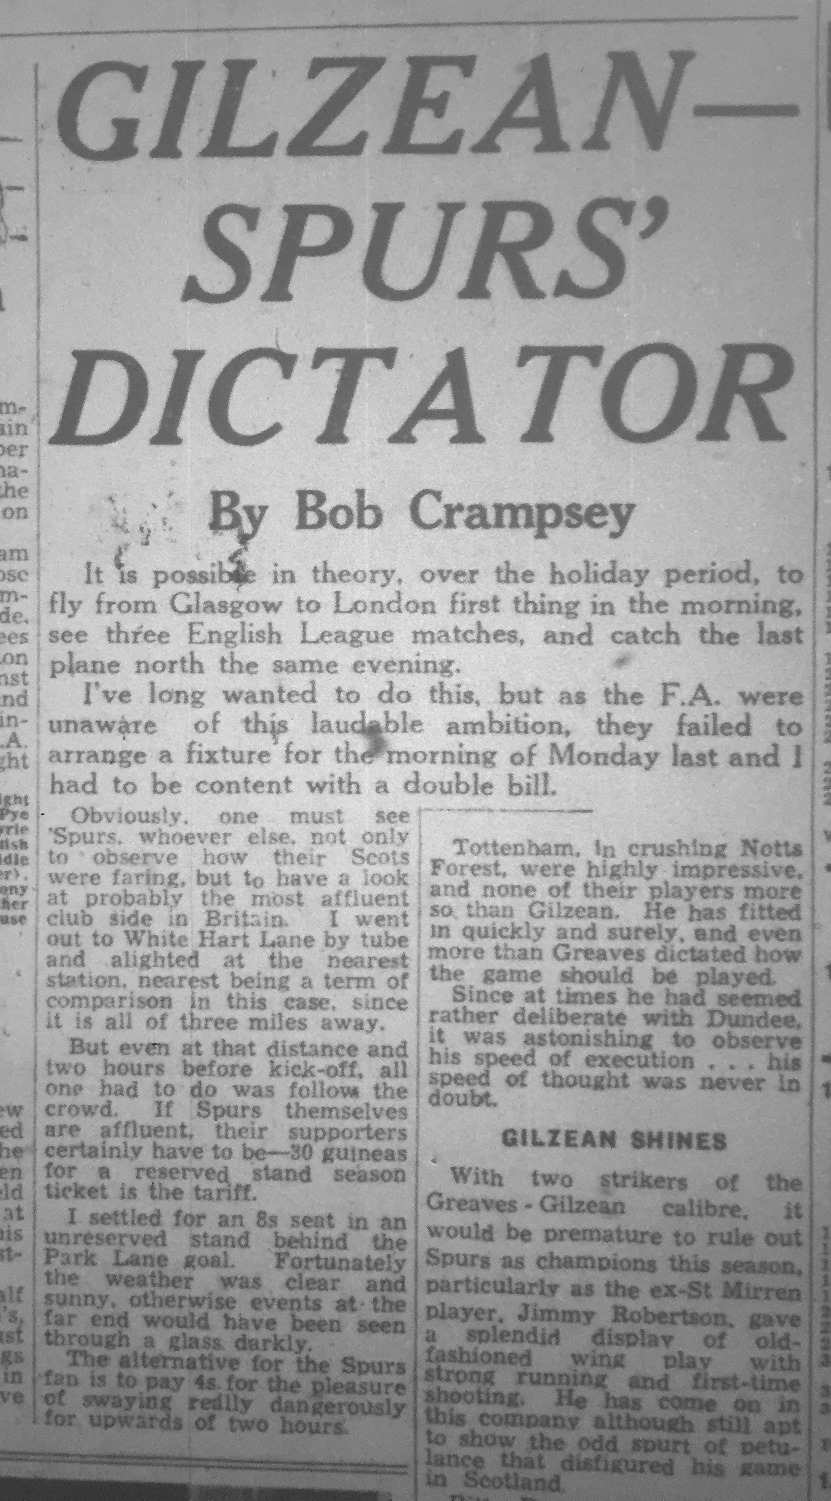 GILZEAN—
SPURS'
DICTATOR
By Bob Crampsey
It is possible in theory, over the holiday period, to
fly from Glasgow to London first thing in the morning,
see three English League matches, and catch the last
plane north the same evening.
I've long wanted to do this, but as the F.A. were
unaware of this laudable ambition, they failed to
arrange a fixture for the morning of Monday last and I
had to be content with a double bill.
Obviously, one must see
'Spurs, whoever else, not only
to observe how their Scots
were faring, but to have a look
at probably the most affluent
club side in Britain. I went
out to White Hart Lane by tube
and alighted at the nearest
station, nearest being a term of
comparison in this case, since
it is all of three miles away.
But even at that distance and
two hours before kick-off, all
one had to do was follow the
crowd. If Spurs themselves
are affluent, their supporters
certainly have to be—30 guineas
for a reserved stand season
ticket is the tariff.
I settled for an 8s seat in an
unreserved stand behind the
Park Lane goal. Fortunately
the weather was clear and
sunny, otherwise events at the
far end would have been seen
through a glass, darkly.
The alternative for the Spurs
fan is to pay 4s for the pleasure
of swaying really dangerously
for upwards of two hours.
Tottenham, in crushing Notts
Forest, were highly impressive,
and none of their players more
so than Gilzean. He has fitted
in quickly and surely, and even
more than Greaves dictated how
the game should be played.
Since at times he had seemed
rather deliberate with Dundee,
it was astonishing to observe
his speed of execution . . . his
speed of thought was never in
doubt.
GILZEAN SHINES
With two strikers of the
Greaves - Gilzean calibre, it
would be premature to rule out
Spurs as champions this season,
particularly as the ex-St Mirren
player, Jimmy Robertson, gave
a splendid display of old-
fashioned wing play with
strong running and first-time
shooting. He has come on in
this company although still apt
to show the odd spurt of petu-
lance that disfigured his game
in Scotland.